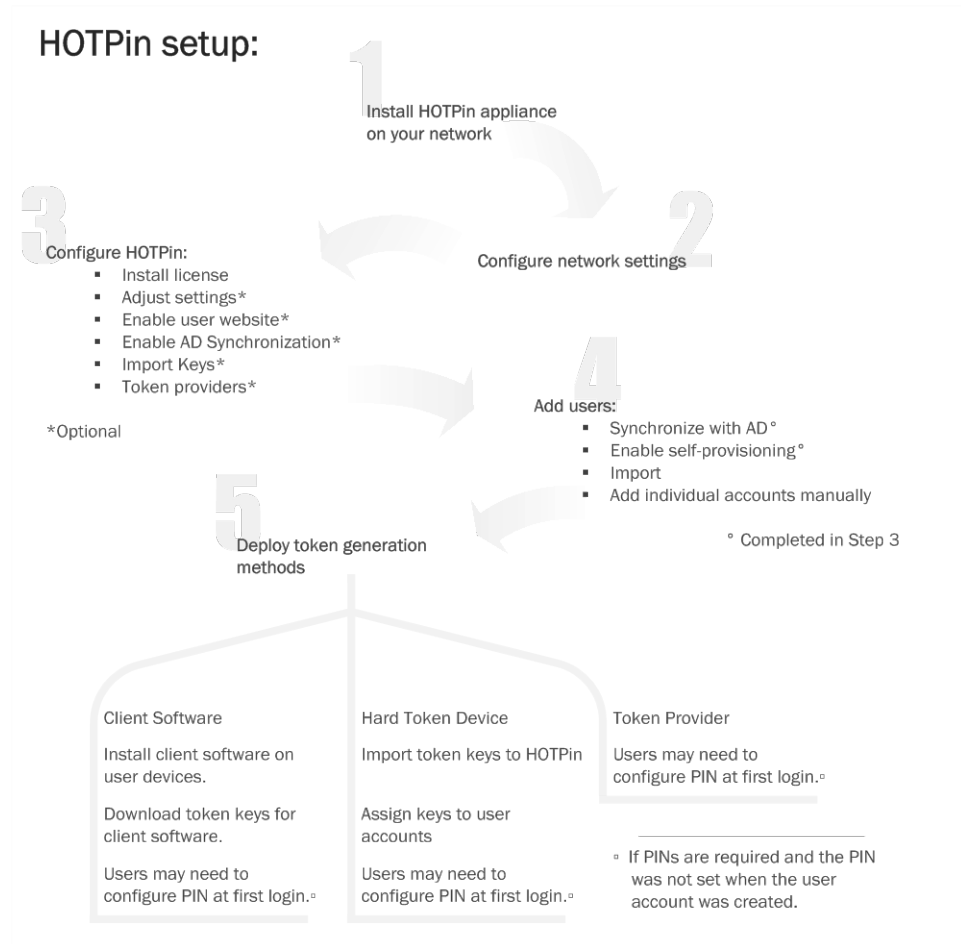 HOTPin setup:
1
Install HOTPin appliance
on your network
2
Configure network settings
3
Configure HOTPin:
▪ Install license
▪ Adjust settings*
▪ Enable user website*
▪ Enable AD Synchronization*
▪ Import Keys*
▪ Token providers*
*Optional
4
Add users:
▪ Synchronize with AD°
▪ Enable self-provisioning°
▪ Import
▪ Add individual accounts manually
° Completed in Step 3
5
Deploy token generation
methods
Client Software
Install client software on
user devices.
Download token keys for
client software.
Users may need to
configure PIN at first login.▫
Hard Token Device
Import token keys to HOTPin
Assign keys to user
accounts
Users may need to
configure PIN at first login.▫
Token Provider
Users may need to
configure PIN at first login.▫
▫ If PINs are required and the PIN
was not set when the user
account was created.